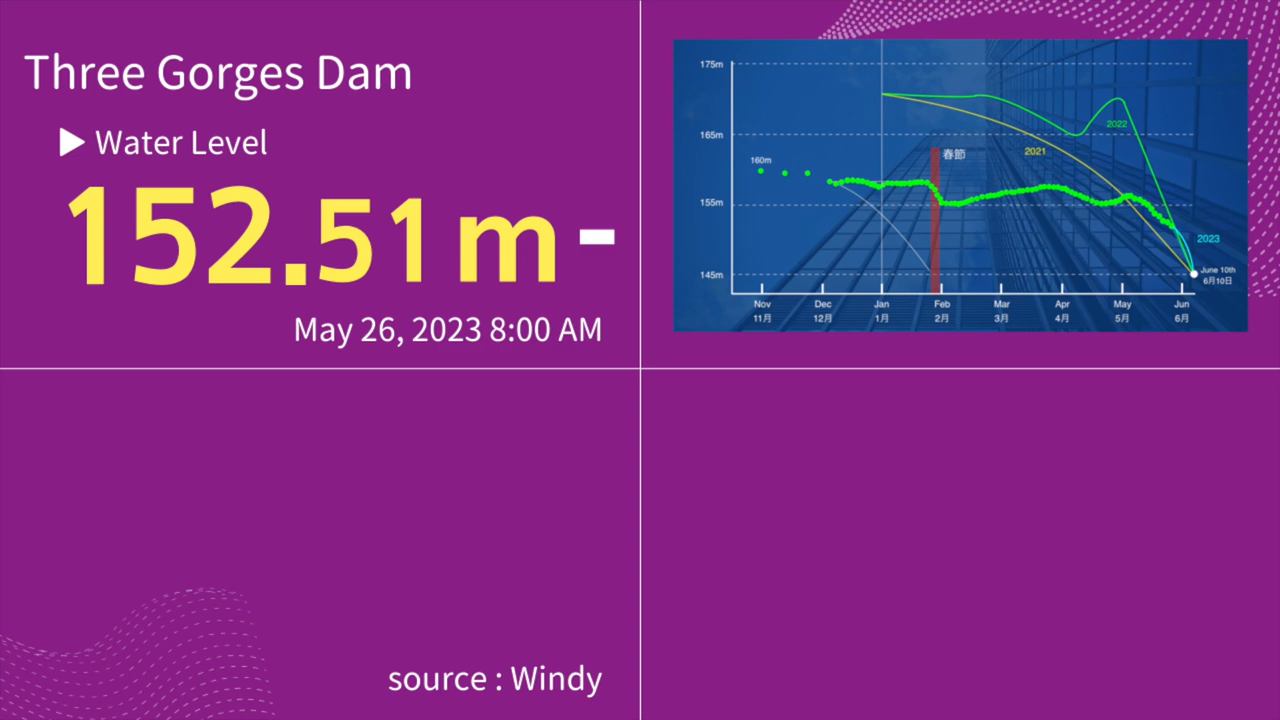 Three Gorges Dam
▶ Water Level
152.51m-
May 26, 2023 8:00 AM
175m
165m
160m
155m
145m
春節
2021
2022
2023
June 10th
6月10日
Nov Dec Jan Feb Mar Apr May Jun
11月 12月 1月 2月 3月 4月 5月 6月
source : Windy